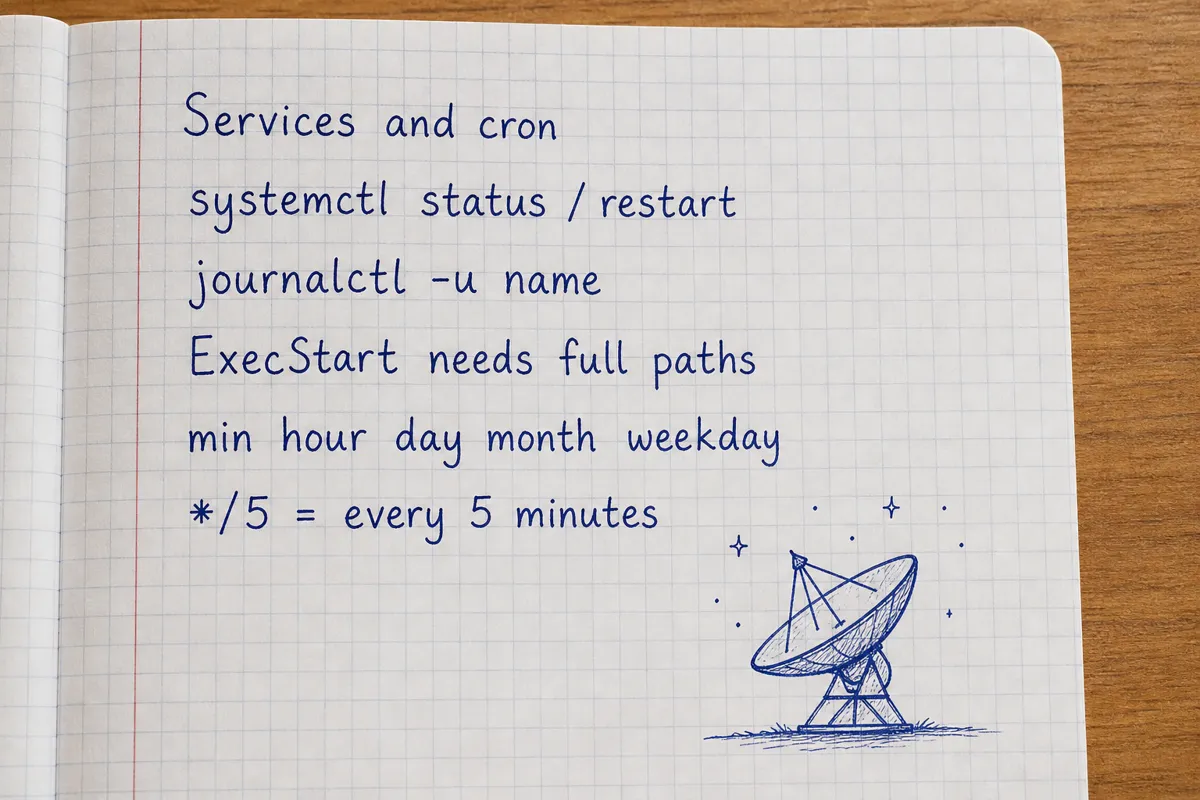 Services and cron
systemctl status / restart
journalctl -u name
ExecStart needs full paths
min hour day month weekday
*/5 = every 5 minutes